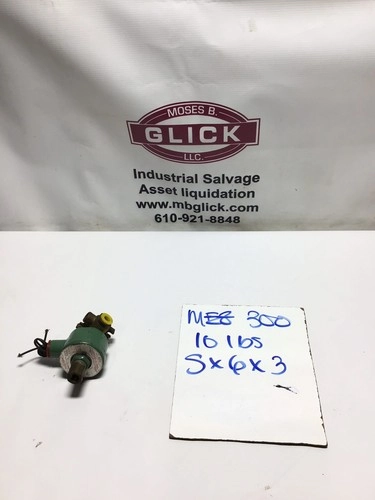 MOSES B.
GLICK
LLC.
Industrial Salvage
Asset liquidation
www.mbglick.com
610-921-8848
MEG 300
10 lbs
5x6x3